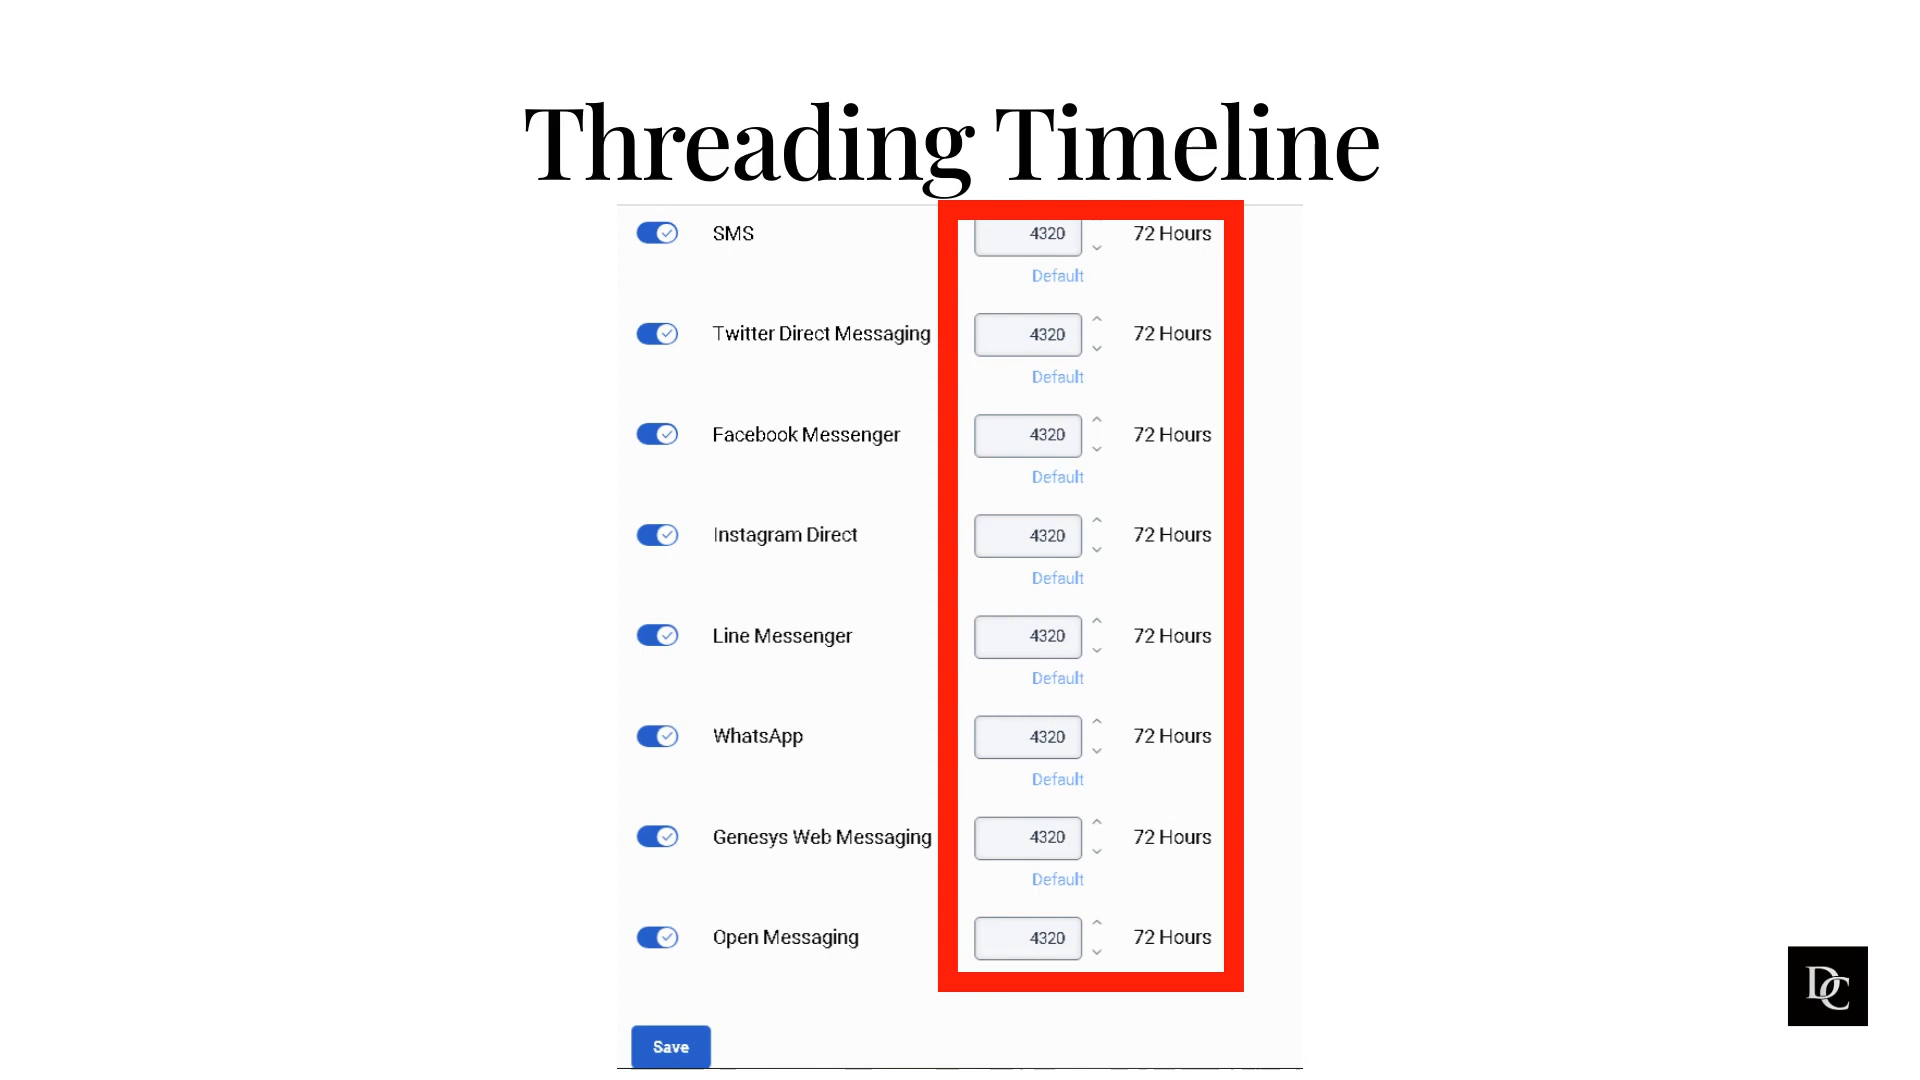 Threading Timeline
SMS 4320 72 Hours
Default
Twitter Direct Messaging 4320 72 Hours
Default
Facebook Messenger 4320 72 Hours
Default
Instagram Direct 4320 72 Hours
Default
Line Messenger 4320 72 Hours
Default
WhatsApp 4320 72 Hours
Default
Genesys Web Messaging 4320 72 Hours
Default
Open Messaging 4320 72 Hours
Save
DC